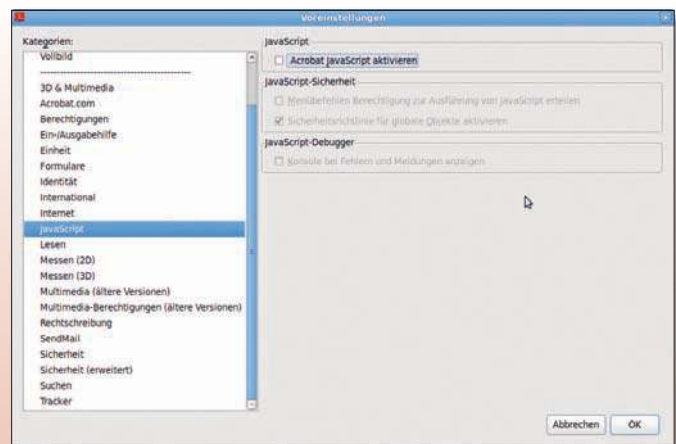 Voreinstellungen
Kategorien:
Vollbild
3D & Multimedia
Acrobat.com
Berechtigungen
Ein-/Ausgabehilfe
Einheit
Formulare
Identität
International
Internet
JavaScript
Lesen
Messen (2D)
Messen (3D)
Multimedia (ältere Versionen)
Multimedia-Berechtigungen (ältere Versionen)
Rechtschreibung
SendMail
Sicherheit
Sicherheit (erweitert)
Suchen
Tracker
JavaScript
Acrobat JavaScript aktivieren
JavaScript-Sicherheit
Menübefehlen Berechtigung zur Ausführung von JavaScript erteilen
Sicherheitsrichtlinie für globale Objekte aktivieren
JavaScript-Debugger
Konsole bei Fehlern und Meldungen anzeigen
Abbrechen
OK